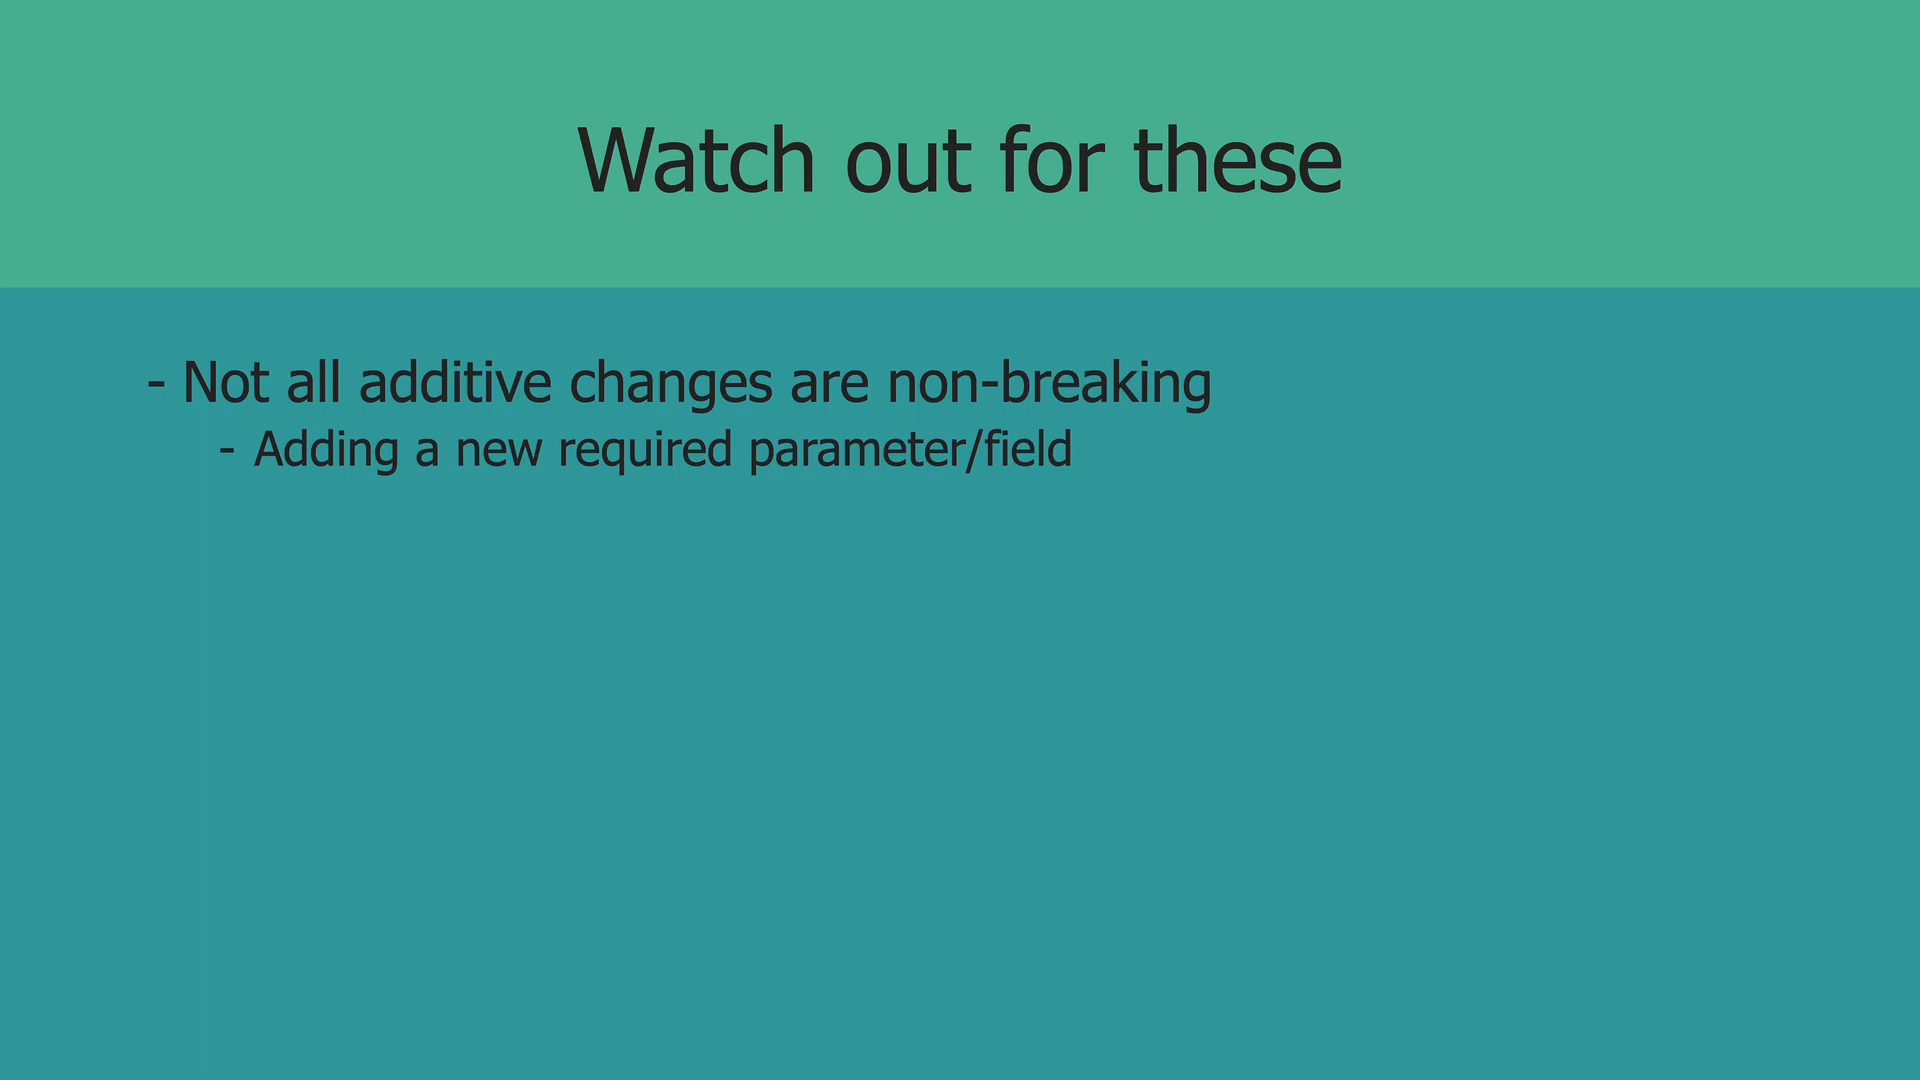 Watch out for these
- Not all additive changes are non-breaking
- Adding a new required parameter/field